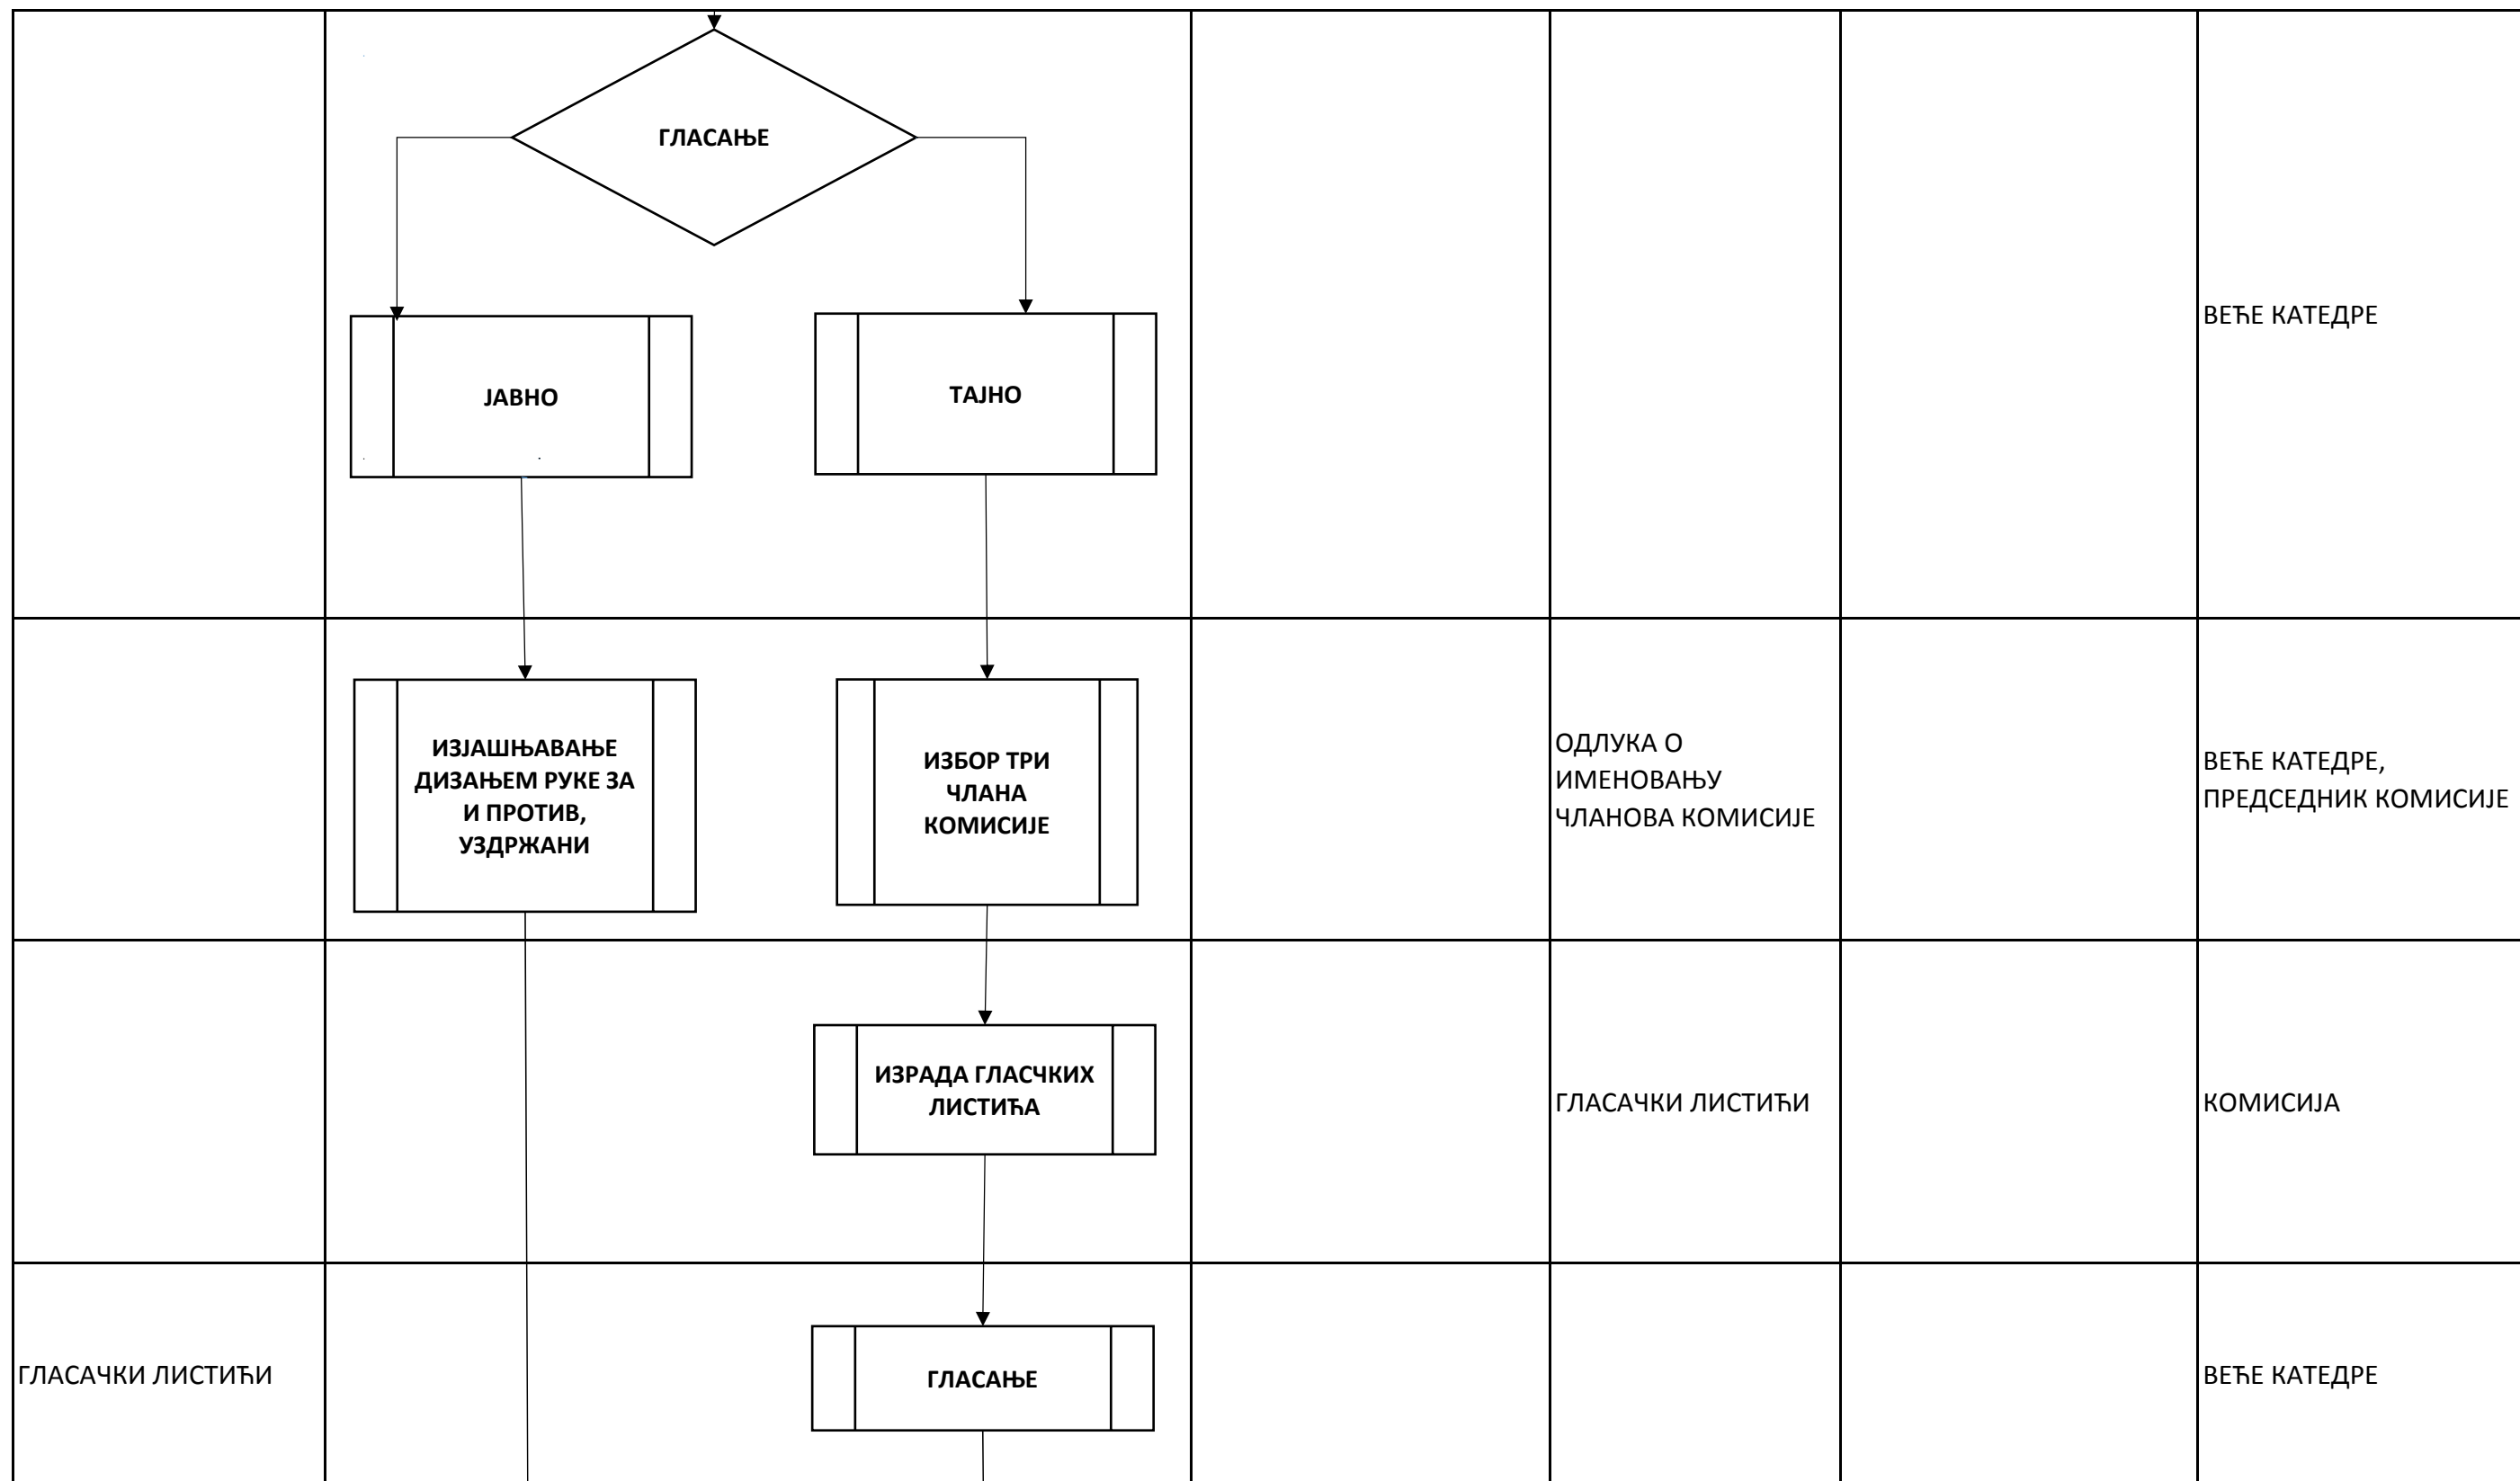 ГЛАСАЊЕ
ЈАВНО
ТАЈНО
ВЕЋЕ КАТЕДРЕ
ИЗЈАШЊАВАЊЕ
ДИЗАЊЕМ РУКЕ ЗА
И ПРОТИВ,
УЗДРЖАНИ
ИЗБОР ТРИ
ЧЛАНА
КОМИСИЈЕ
ОДЛУКА О
ИМЕНОВАЊУ
ЧЛАНОВА КОМИСИЈЕ
ВЕЋЕ КАТЕДРЕ,
ПРЕДСЕДНИК КОМИСИЈЕ
ИЗРАДА ГЛАСЧКИХ
ЛИСТИЋА
ГЛАСАЧКИ ЛИСТИЋИ
КОМИСИЈА
ГЛАСАЧКИ ЛИСТИЋИ
ГЛАСАЊЕ
ВЕЋЕ КАТЕДРЕ